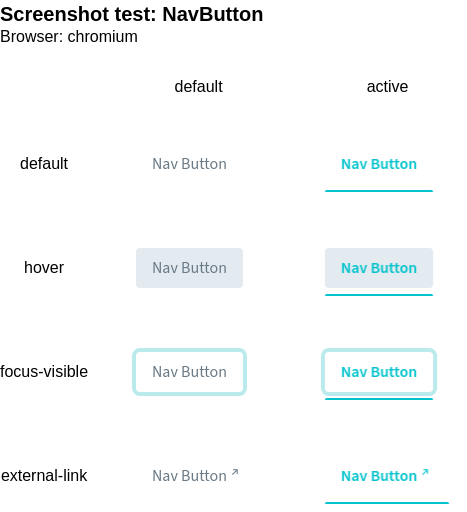 Screenshot test: NavButton
Browser: chromium
default active
default Nav Button Nav Button
hover Nav Button Nav Button
focus-visible Nav Button Nav Button
external-link Nav Button ↗ Nav Button ↗